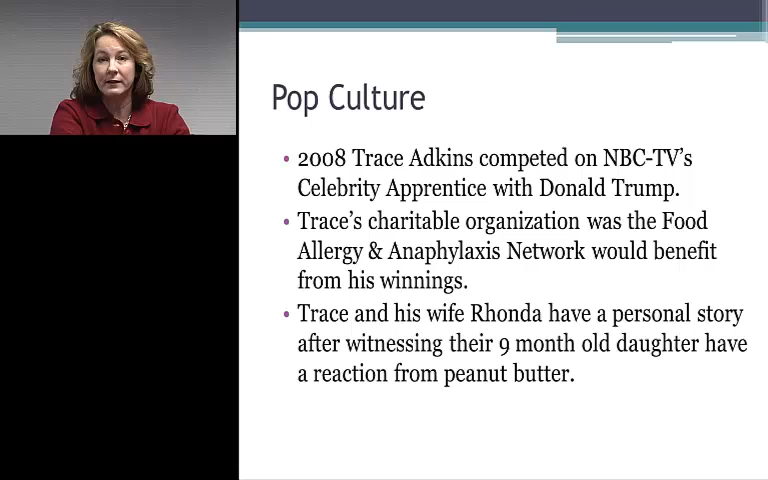 Pop Culture
• 2008 Trace Adkins competed on NBC-TV's
Celebrity Apprentice with Donald Trump.
• Trace's charitable organization was the Food
Allergy & Anaphylaxis Network would benefit
from his winnings.
• Trace and his wife Rhonda have a personal story
after witnessing their 9 month old daughter have
a reaction from peanut butter.